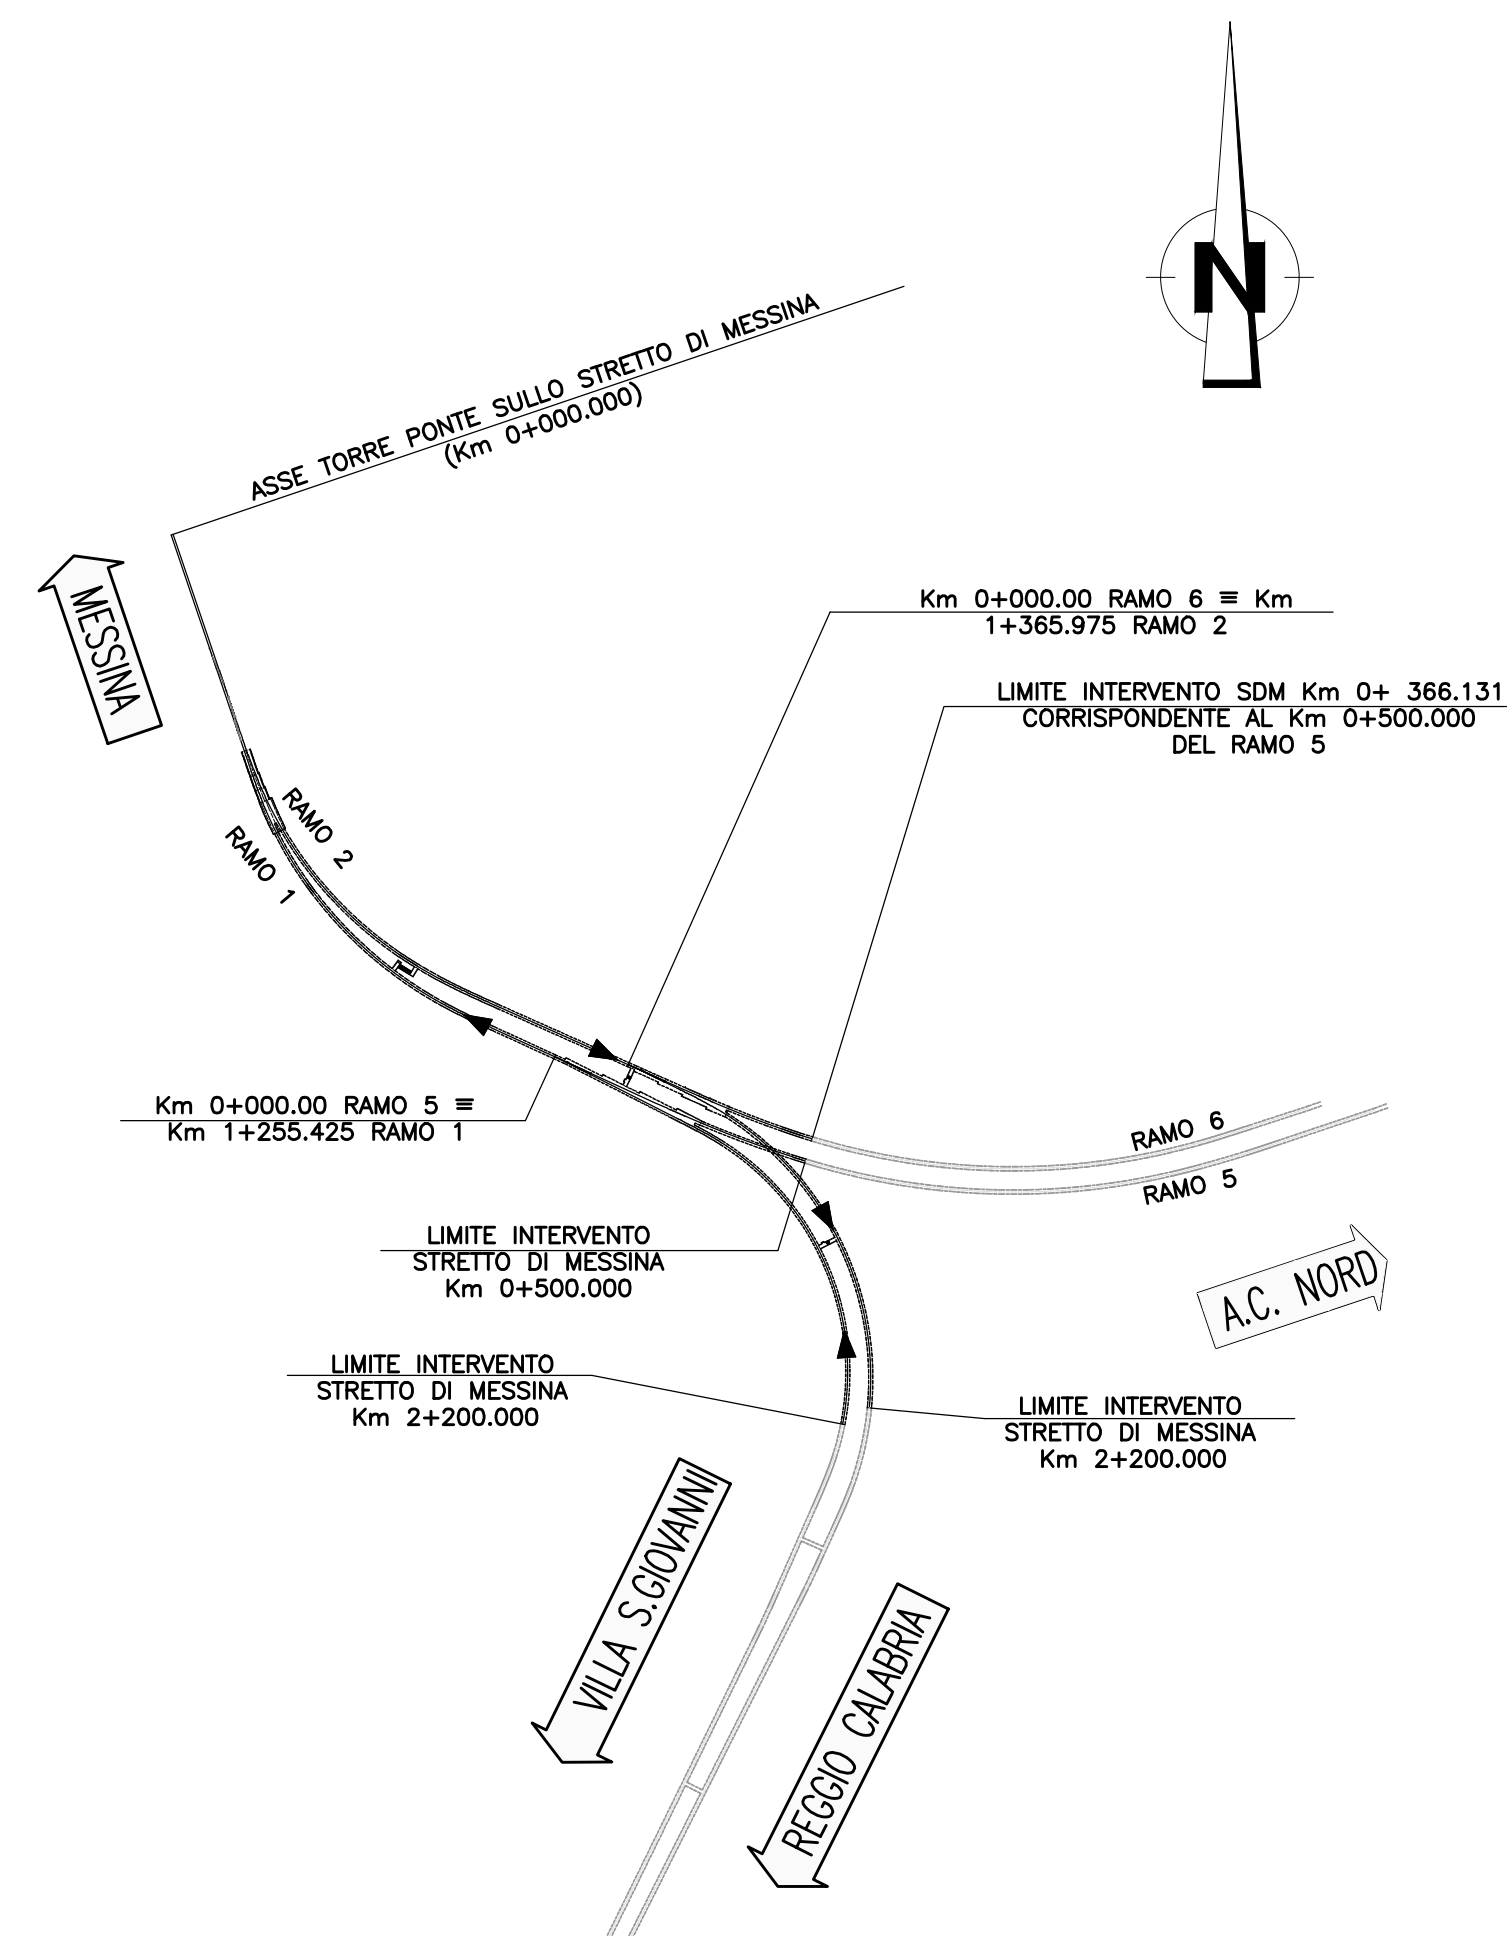 N
ASSE TORRE PONTE SULLO STRETTO DI MESSINA
(Km 0+000.000)
MESSINA
Km 0+000.00 RAMO 6 ≡ Km
1+365.975 RAMO 2
LIMITE INTERVENTO SDM Km 0+ 366.131
CORRISPONDENTE AL Km 0+500.000
DEL RAMO 5
RAMO 2
RAMO 1
Km 0+000.00 RAMO 5 ≡
Km 1+255.425 RAMO 1
RAMO 6
RAMO 5
LIMITE INTERVENTO
STRETTO DI MESSINA
Km 0+500.000
A.C. NORD
LIMITE INTERVENTO
STRETTO DI MESSINA
Km 2+200.000
LIMITE INTERVENTO
STRETTO DI MESSINA
Km 2+200.000
VILLA S.GIOVANNI
REGGIO CALABRIA